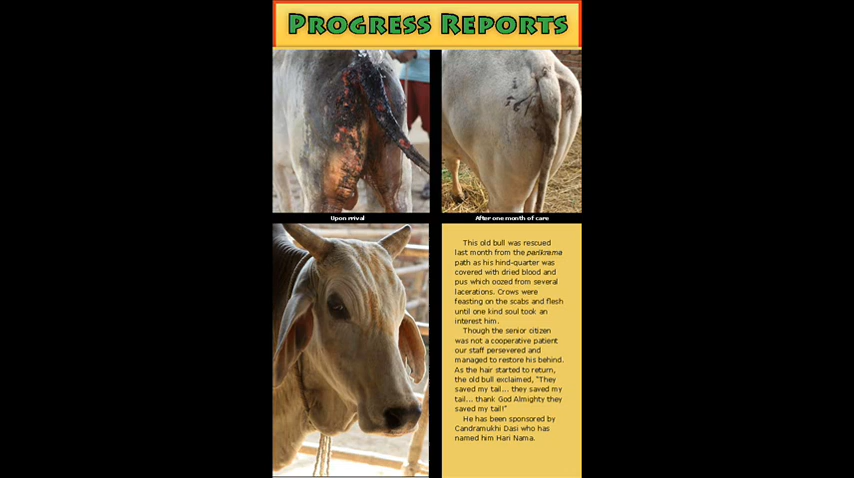 PROGRESS REPORTS
Upon rrival
After one month of care
This old bull was rescued
last month from the parikrama
path as his hind-quarter was
covered with dried blood and
pus which oozed from several
lacerations. Crows were
feasting on the scabs and flesh
until one kind soul took an
interest him.
Though the senior citizen
was not a cooperative patient
our staff persevered and
managed to restore his behind.
As the hair started to return,
the old bull exclaimed, "They
saved my tail... they saved my
tail... thank God Almighty they
saved my tail!"
He has been sponsored by
Candramukhi Dasi who has
named him Hari Nama.